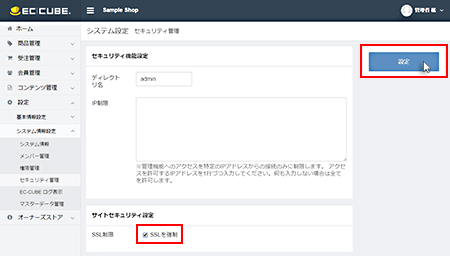 EC CUBE.
Sample Shop
管理者 様
ホーム
商品管理
受注管理
会員管理
コンテンツ管理
設定
基本情報設定
システム情報設定
システム情報
メンバー管理
権限管理
セキュリティ管理
EC-CUBE ログ表示
マスターデータ管理
オーナーズストア
システム設定 セキュリティ管理
セキュリティ機能設定
ディレクト
リ名
admin
IP制限
※管理機能へのアクセスを特定のIPアドレスからの接続のみに制限します。 アクセ
スを許可するIPアドレスを1行づつ入力してください。何も入力しない場合は全て
を許可します。
サイトセキュリティ設定
SSL制限
SSLを強制
設定